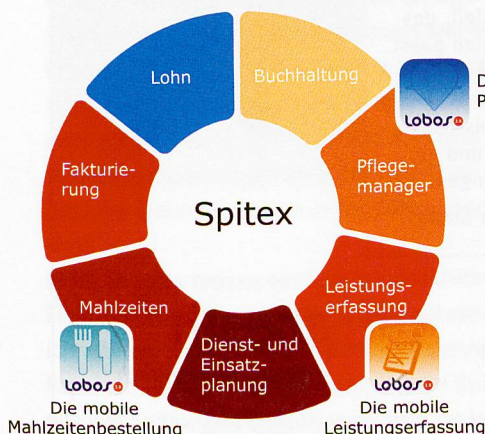 Lohn
Buchhaltung
D
P
Lobos
Fakturie-
rung
Pflege-
manager
Spitex
Mahlzeiten
Leistungs-
erfassung
Dienst- und
Einsatz-
planung
Lobos
Lobos
Die mobile
Mahlzeitenbestellung
Die mobile
Leistungserfassung